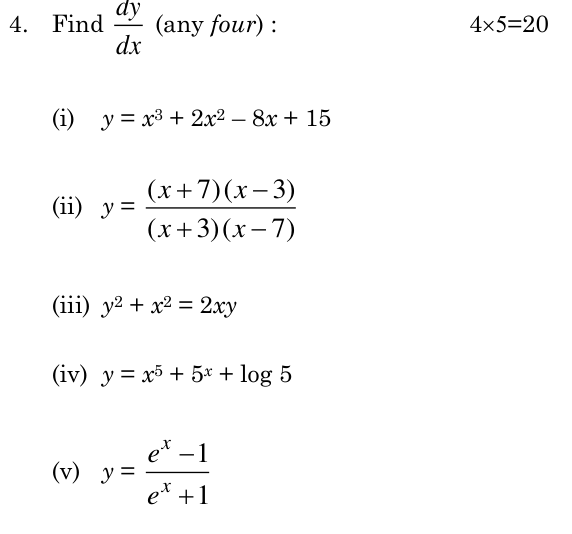 4. Find dy/dx (any four) : 4×5=20
(i) y = x³ + 2x² – 8x + 15
(ii) y = (x+7)(x–3)/(x+3)(x–7)
(iii) y² + x² = 2xy
(iv) y = x⁵ + 5ˣ + log 5
(v) y = eˣ –1/eˣ +1